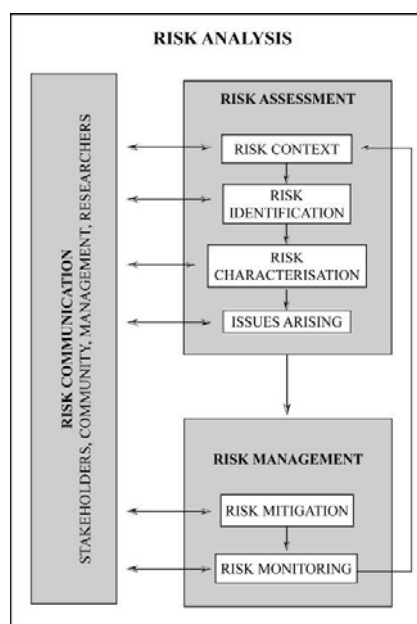 RISK ANALYSIS
RISK COMMUNICATION
STAKEHOLDERS, COMMUNITY, MANAGEMENT, RESEARCHERS
RISK ASSESSMENT
RISK CONTEXT
RISK
IDENTIFICATION
RISK
CHARACTERISATION
ISSUES ARISING
RISK MANAGEMENT
RISK MITIGATION
RISK MONITORING